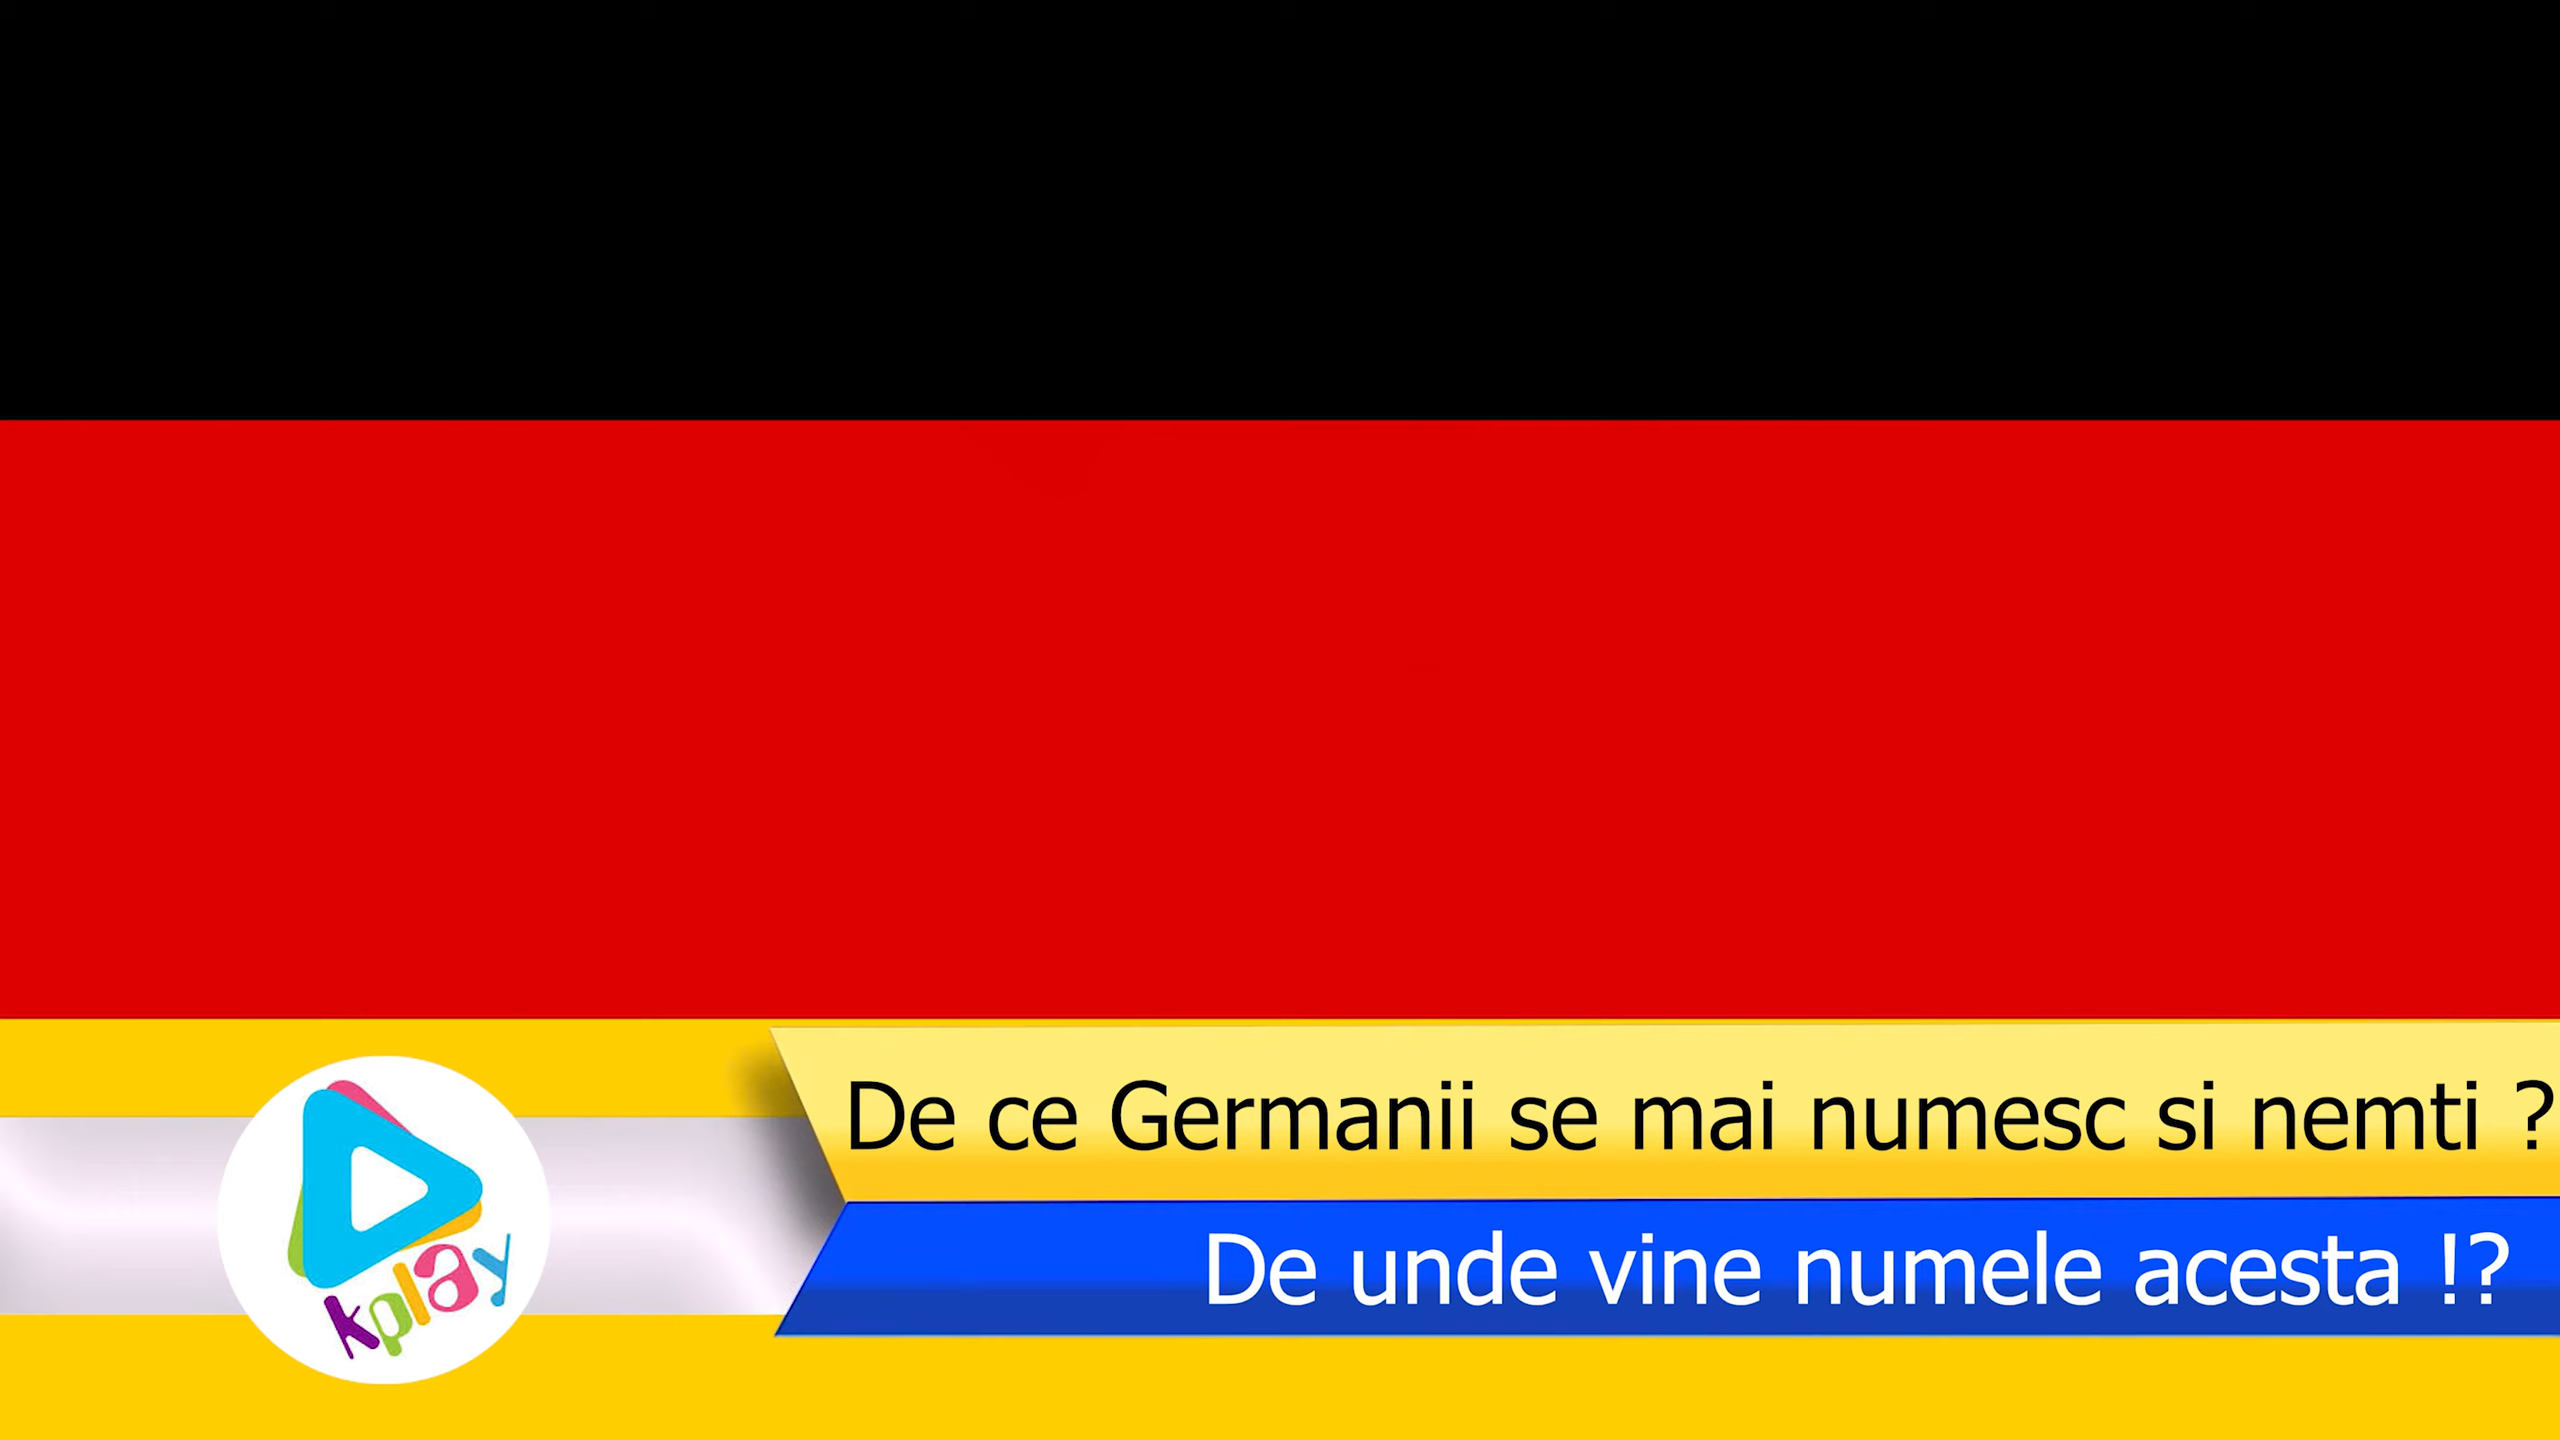 De ce Germanii se mai numesc si nemti ?
De unde vine numele acesta !?
kplay